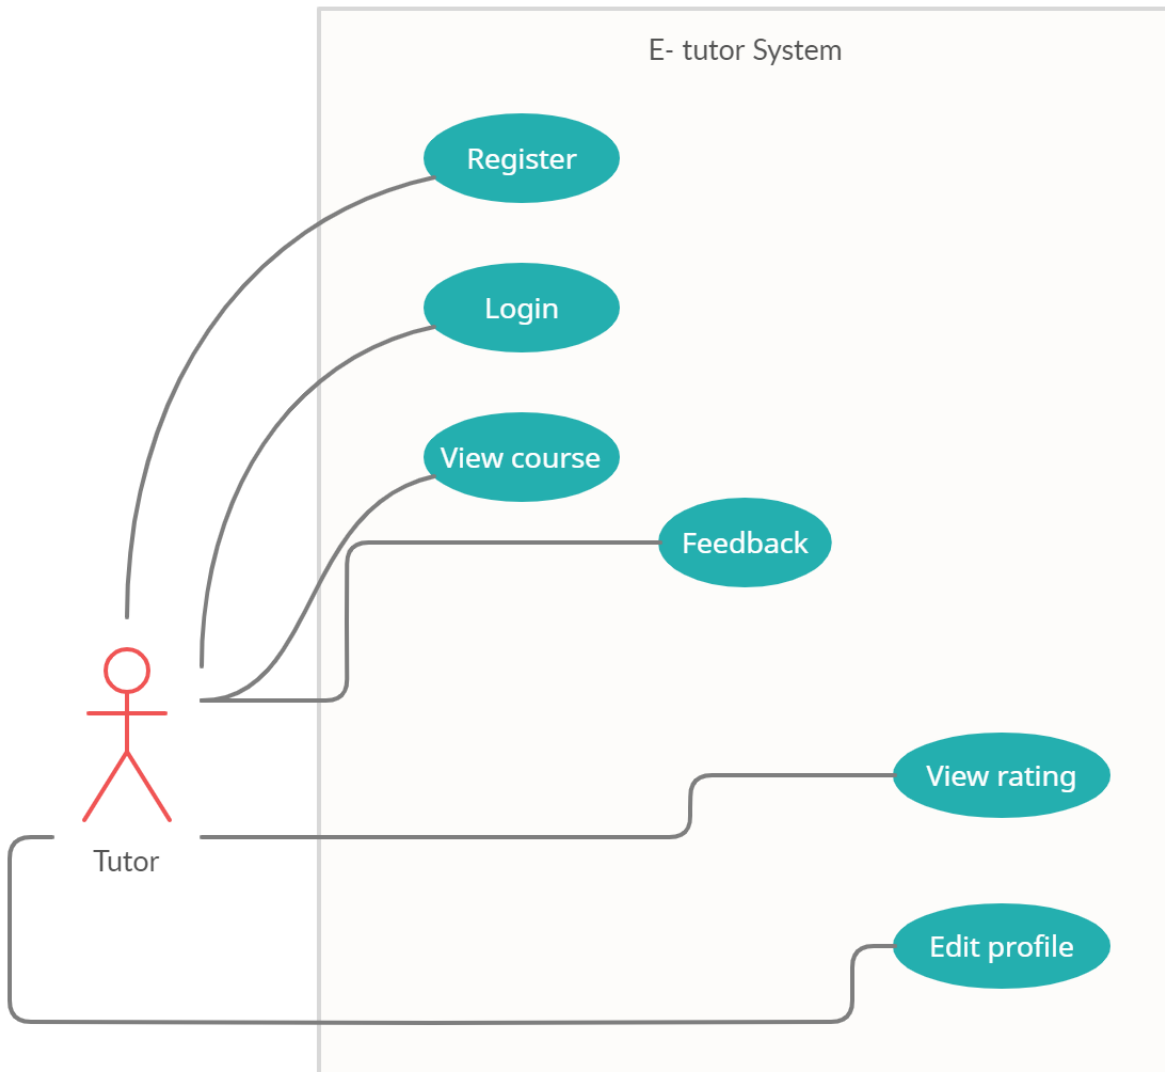 E- tutor System
Register
Login
View course
Feedback
View rating
Tutor
Edit profile